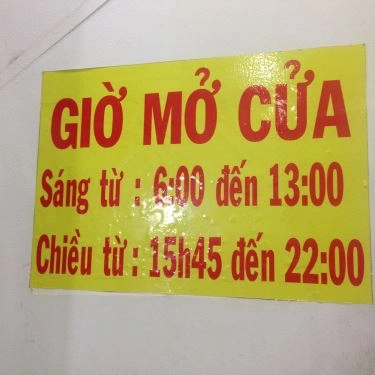 GIỜ MỞ CỬA
Sáng từ : 6:00 đến 13:00
Chiều từ : 15h45 đến 22:00